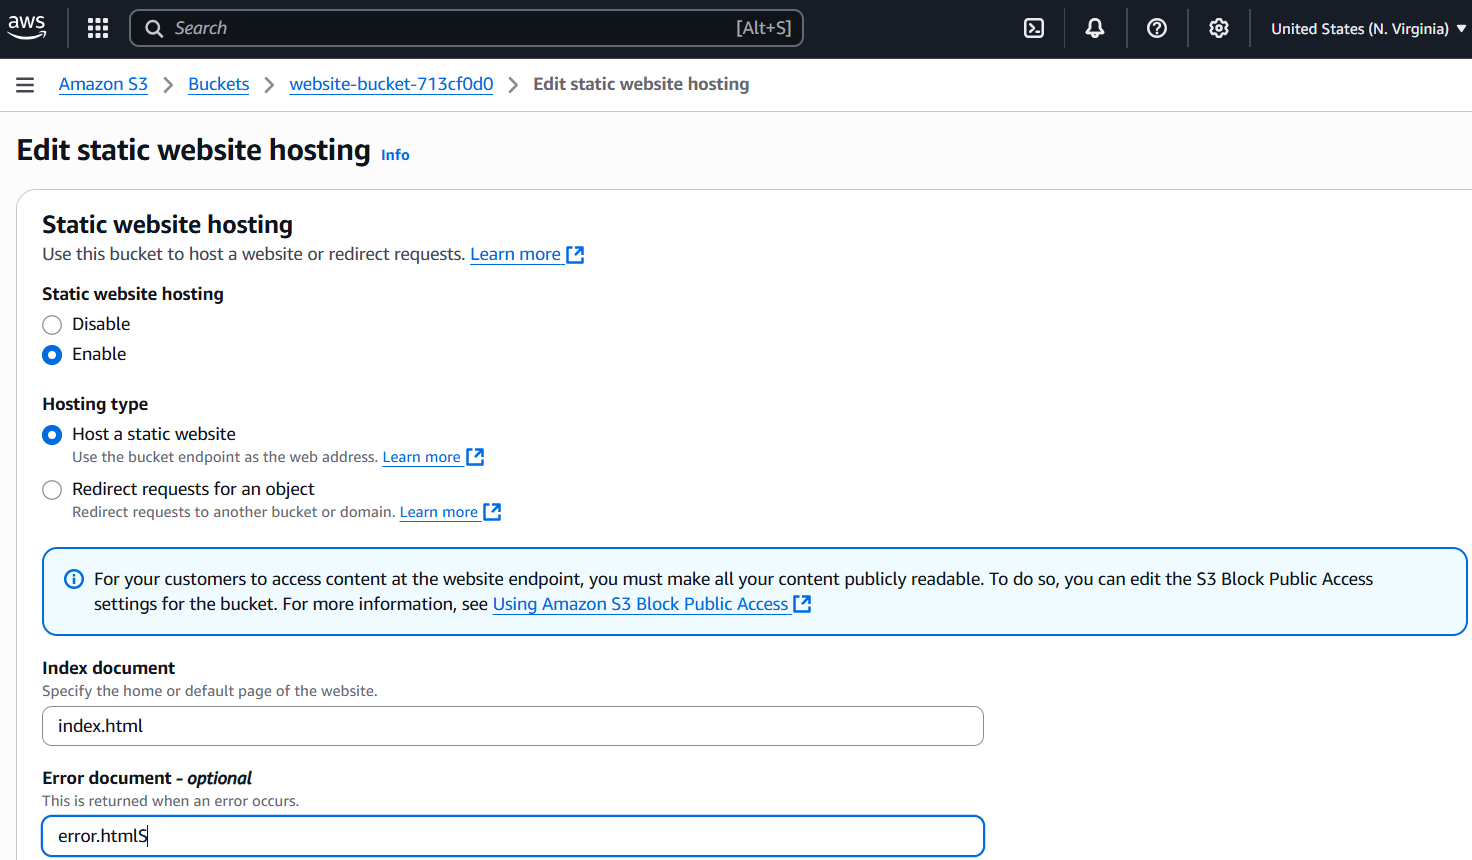 aws
Search [Alt+S] United States (N. Virginia)
Amazon S3 Buckets website-bucket-713cf0d0 Edit static website hosting
Edit static website hosting Info
Static website hosting
Use this bucket to host a website or redirect requests. Learn more
Static website hosting
Disable
Enable
Hosting type
Host a static website
Use the bucket endpoint as the web address. Learn more
Redirect requests for an object
Redirect requests to another bucket or domain. Learn more
For your customers to access content at the website endpoint, you must make all your content publicly readable. To do so, you can edit the S3 Block Public Access
settings for the bucket. For more information, see Using Amazon S3 Block Public Access
Index document
Specify the home or default page of the website.
index.html
Error document - optional
This is returned when an error occurs.
error.htmlS